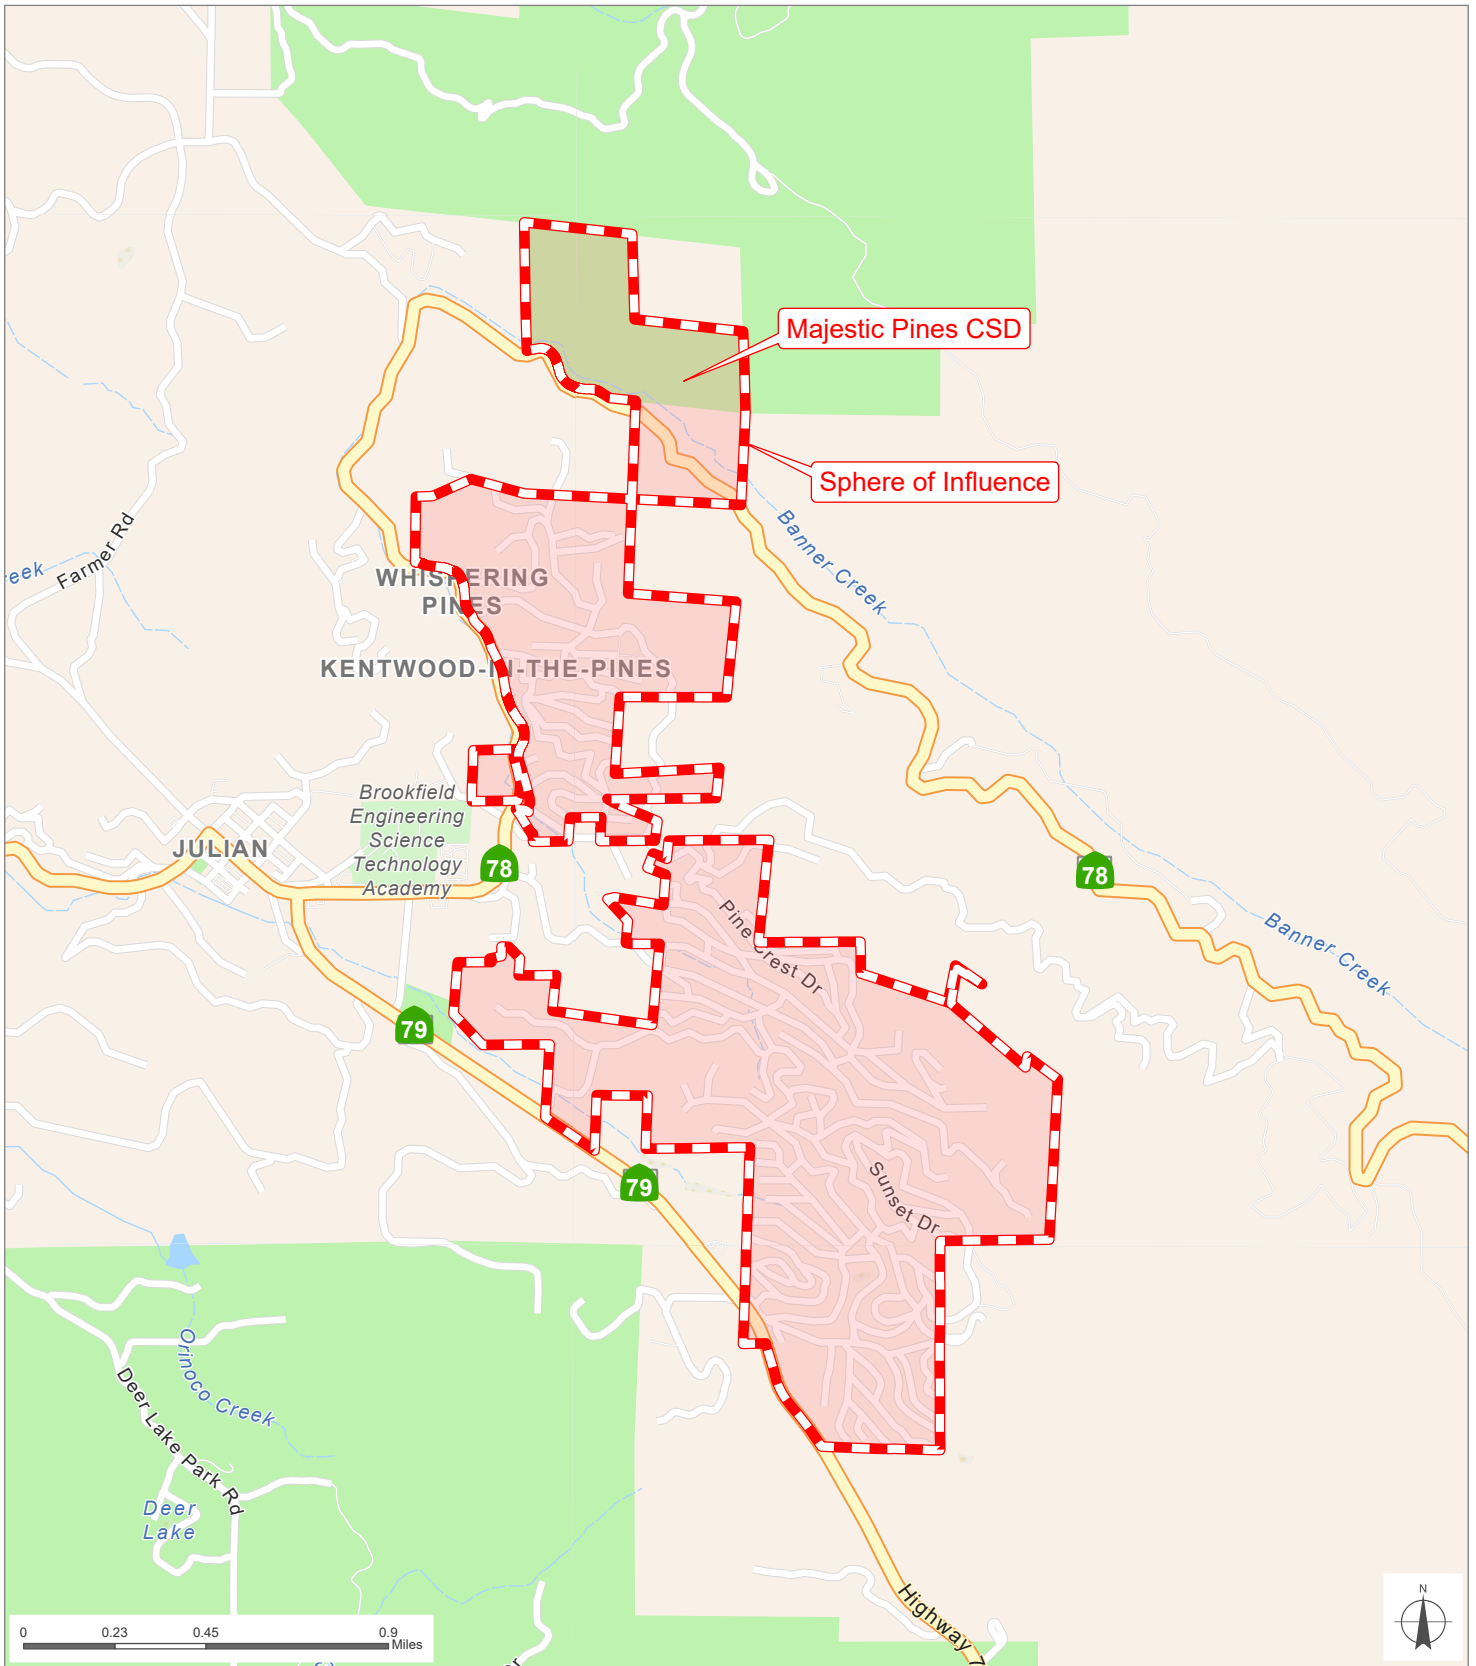 Majestic Pines CSD
Sphere of Influence
Banner Creek
Farmer Rd
reek
WHISPERING
PINES
KENTWOOD-IN-THE-PINES
Brookfield
Engineering
Science
Technology
Academy
JULIAN
78
78
Pine Crest Dr
Banner Creek
79
79
Sunset Dr
Orinoco Creek
Deer Lake Park Rd
Deer
Lake
Highway 7
N
0 0.23 0.45 0.9
Miles